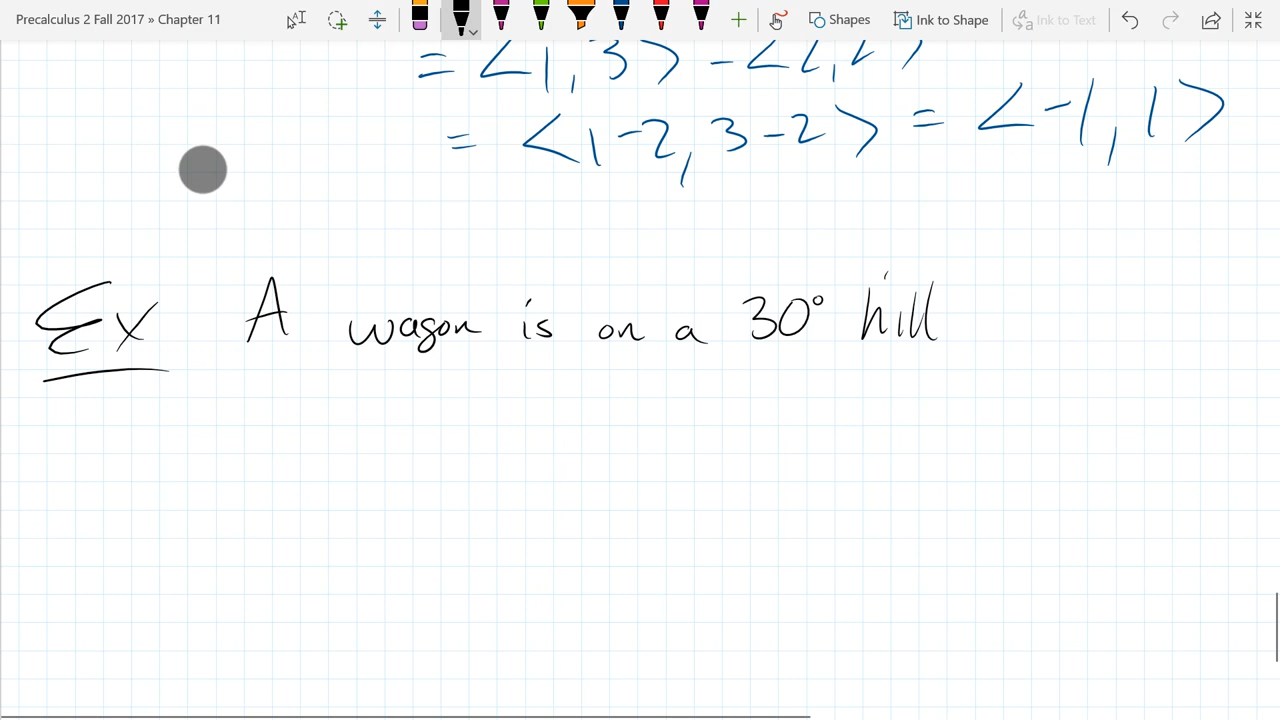 Precalculus 2 Fall 2017 » Chapter 11
Shapes
Ink to Shape
Ink to Text
= <1, 3> - <2, 2>
= <1-2, 3-2> = <-1, 1>
Ex A wagon is on a 30° hill